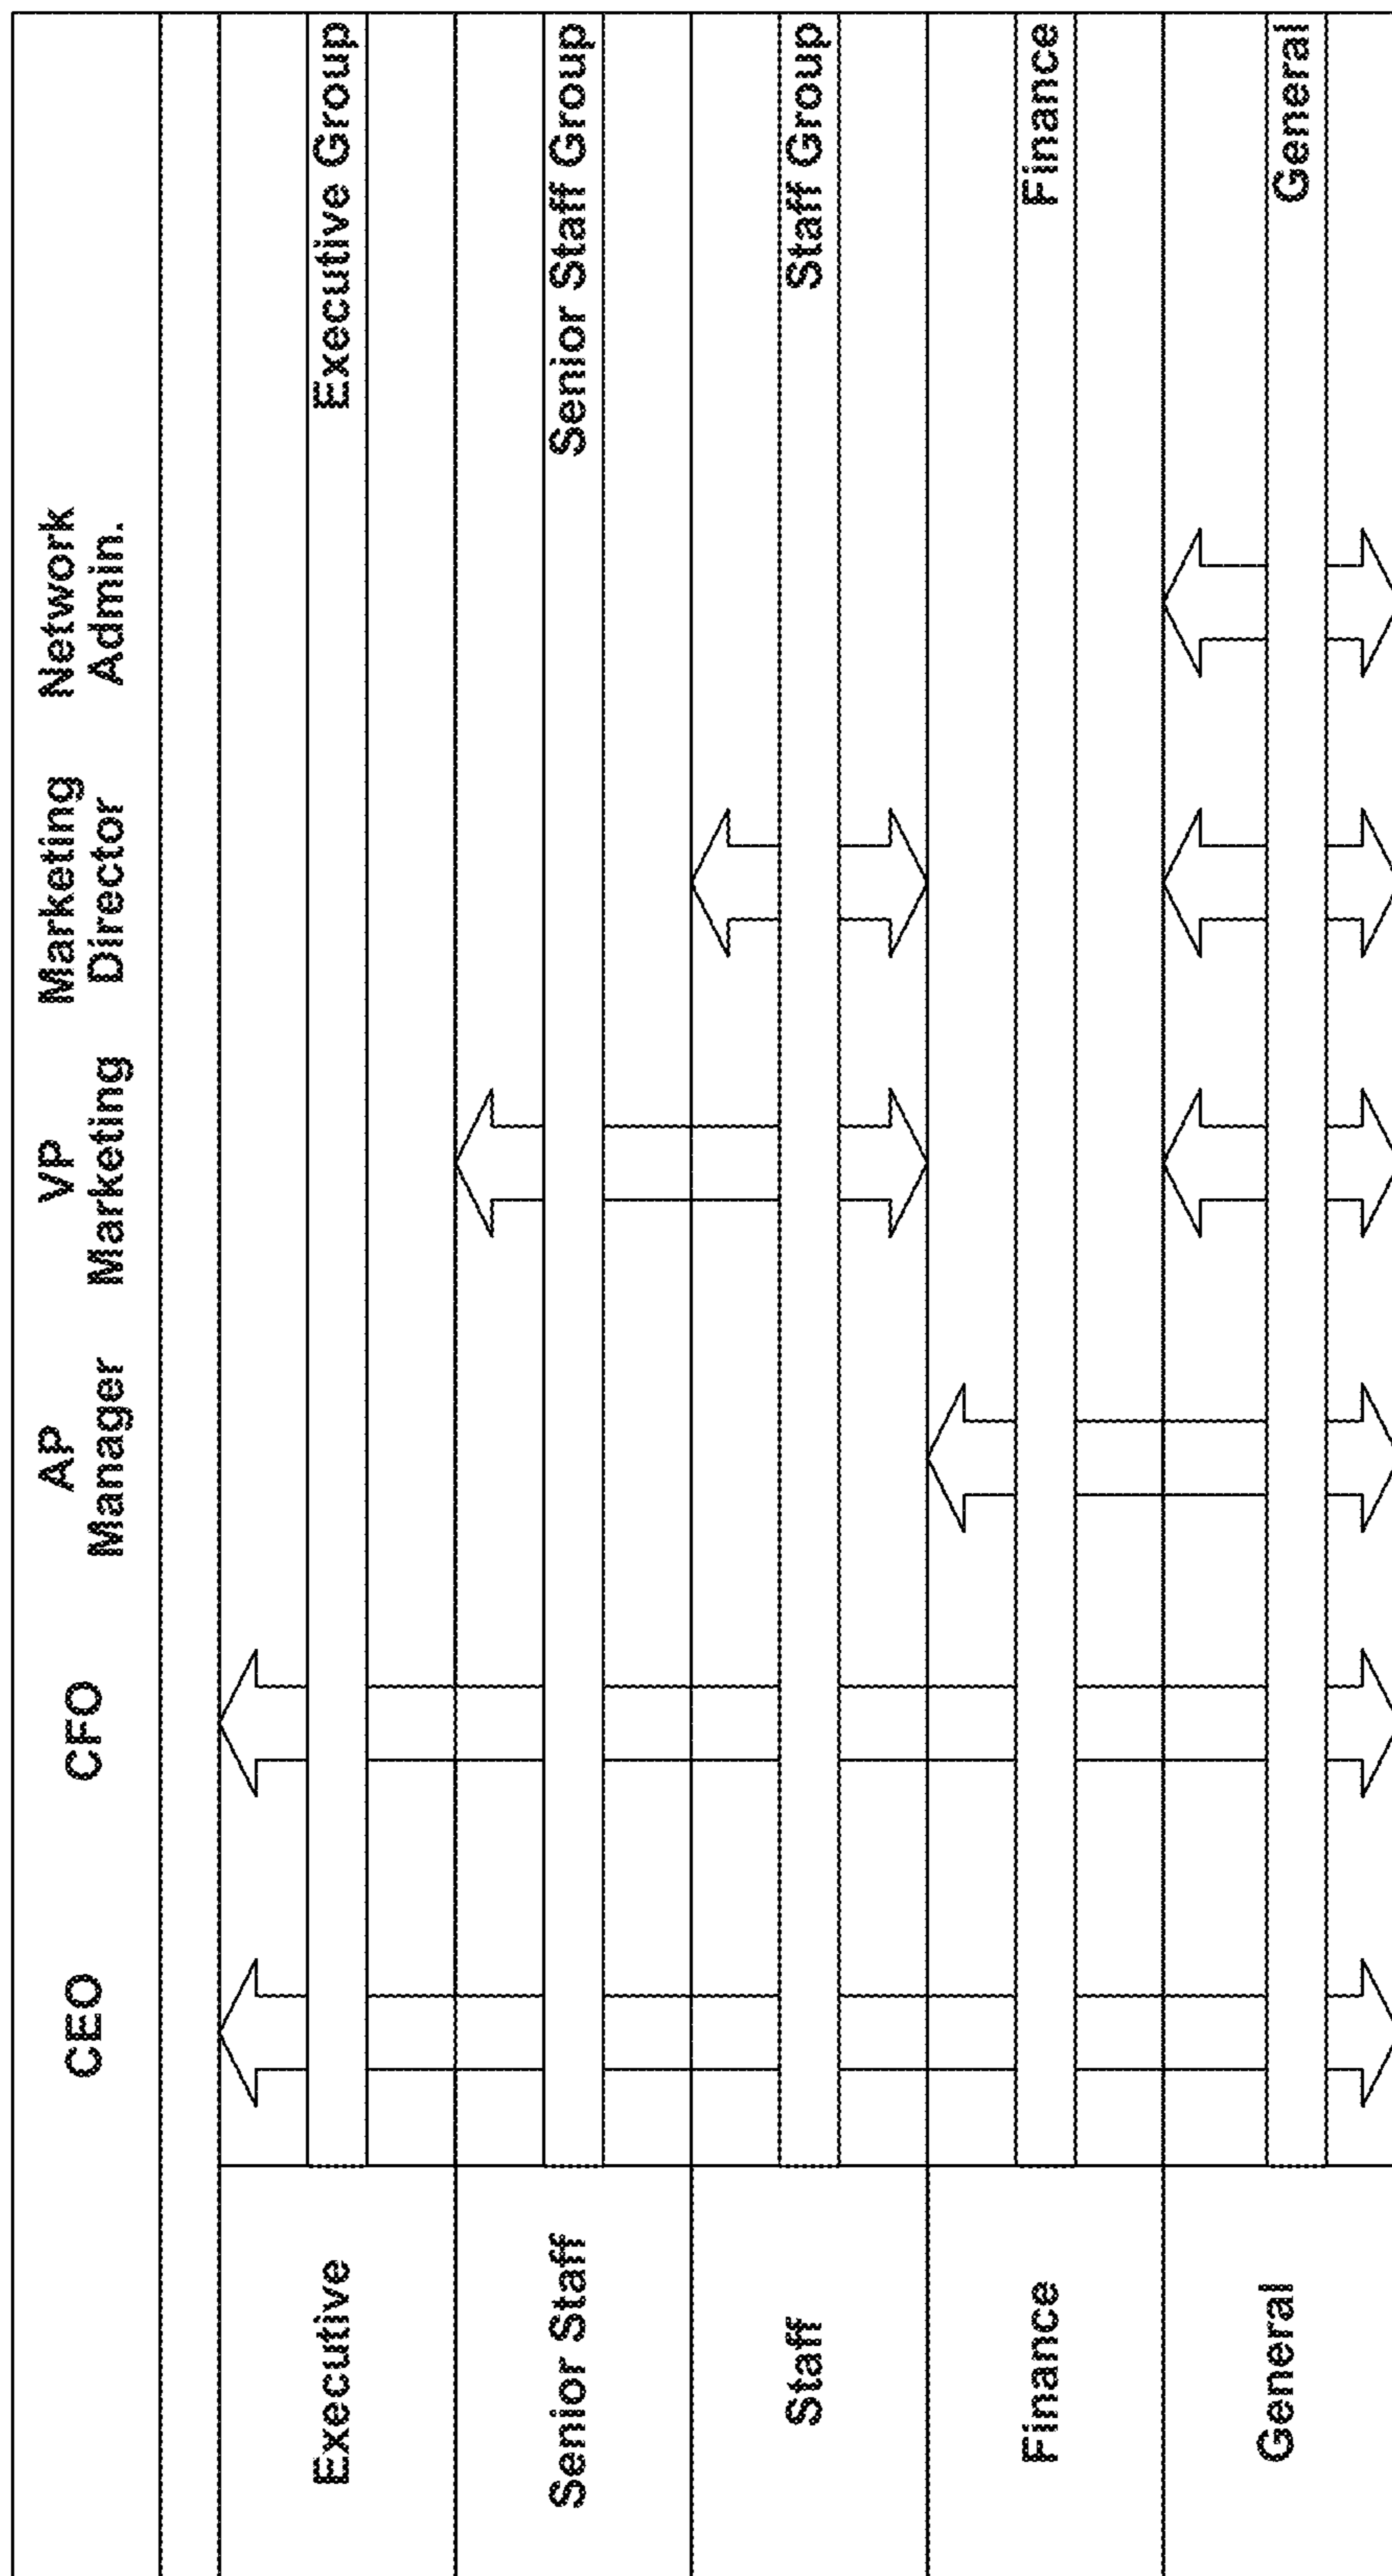 CEO
CFO
AP
Manager
VP
Marketing
Marketing
Director
Network
Admin.
Executive
Executive Group
Senior Staff
Senior Staff Group
Staff
Staff Group
Finance
Finance
General
General